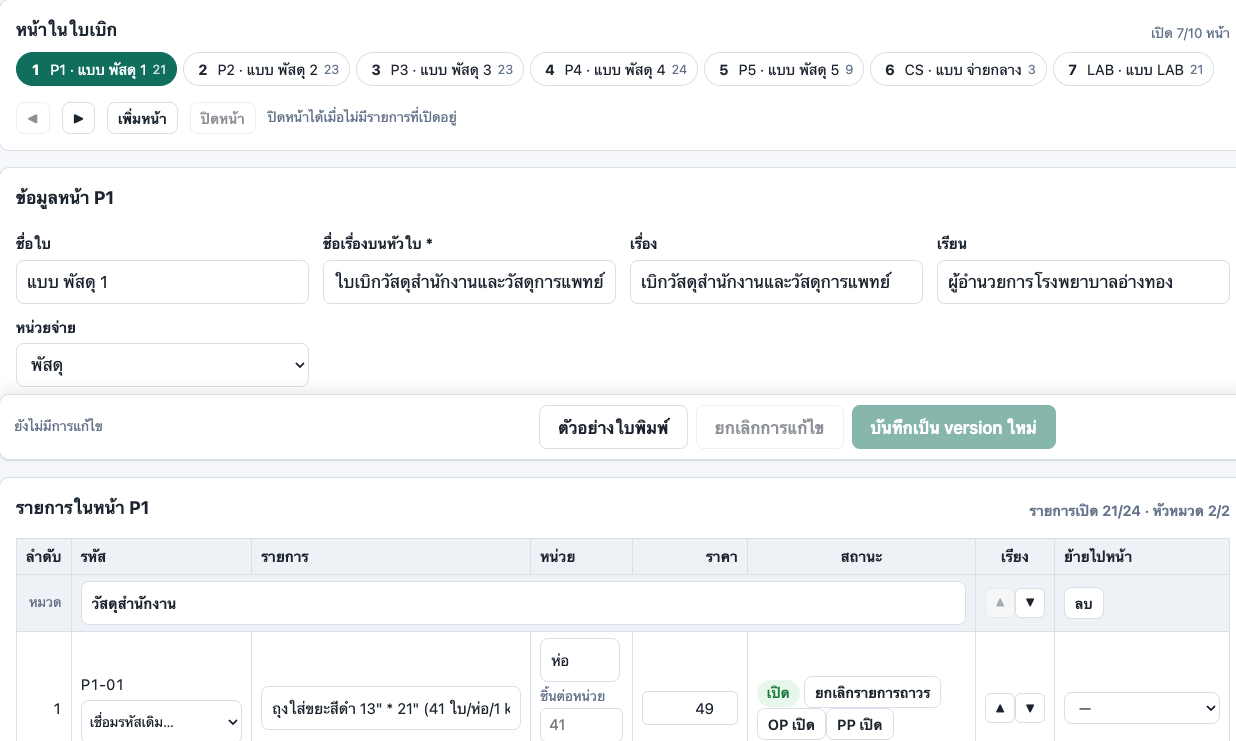 หน้าในใบเบิก
เปิด 7/10 หน้า
1 P1 · แบบ พัสดุ 1 21
2 P2 · แบบ พัสดุ 2 23
3 P3 · แบบ พัสดุ 3 23
4 P4 · แบบ พัสดุ 4 24
5 P5 · แบบ พัสดุ 5 9
6 CS · แบบ จ่ายกลาง 3
7 LAB · แบบ LAB 21
◀ ▶ เพิ่มหน้า ปิดหน้า ปิดหน้าได้เมื่อไม่มีรายการที่เปิดอยู่
ข้อมูลหน้า P1
ชื่อใบ ชื่อเรื่องบนหัวใบ * เรื่อง เรียน
แบบ พัสดุ 1 ใบเบิกวัสดุสำนักงานและวัสดุการแพทย์ เบิกวัสดุสำนักงานและวัสดุการแพทย์ ผู้อำนวยการโรงพยาบาลอ่างทอง
หน่วยจ่าย
พัสดุ
ยังไม่มีการแก้ไข ตัวอย่างใบพิมพ์ ยกเลิกการแก้ไข บันทึกเป็น version ใหม่
รายการในหน้า P1
รายการเปิด 21/24 · หัวหมวด 2/2
ลำดับ รหัส รายการ หน่วย ราคา สถานะ เรียง ย้ายไปหน้า
หมวด วัสดุสำนักงาน ▲ ▼ ลบ
1 P1-01 ถุงใส่ขยะสีดำ 13" * 21" (41 ใบ/ห่อ/1 k ห่อ 49 เปิด ยกเลิกรายการถาวร ▲ ▼ —
เชื่อมรหัสเดิม... ชิ้นต่อหน่วย OP เปิด PP เปิด
41